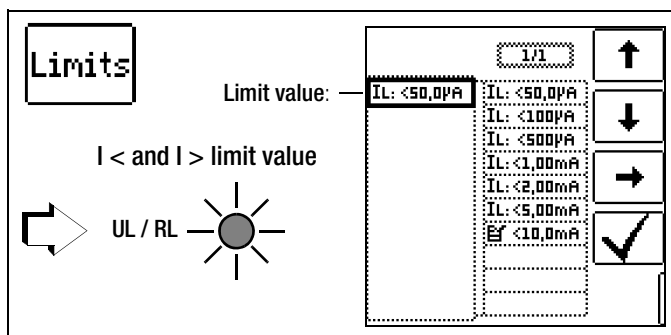 Limits
1/1
Limit value:
IL: <50,0µA
IL: <50,0µA
IL: <100µA
IL: <500µA
IL: <1,00mA
IL: <2,00mA
IL: <5,00mA
<10,0mA
I < and I > limit value
UL / RL